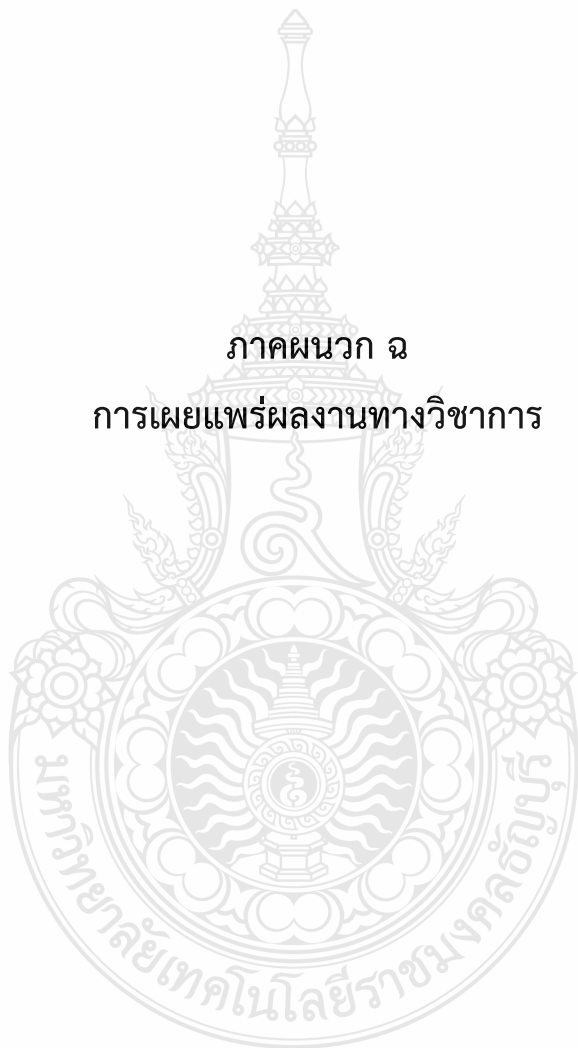 ภาคผนวก ฉ
การเผยแพร่ผลงานทางวิชาการ
มหาวิทยาลัยเทคโนโลยีราชมงคลธัญบุรี